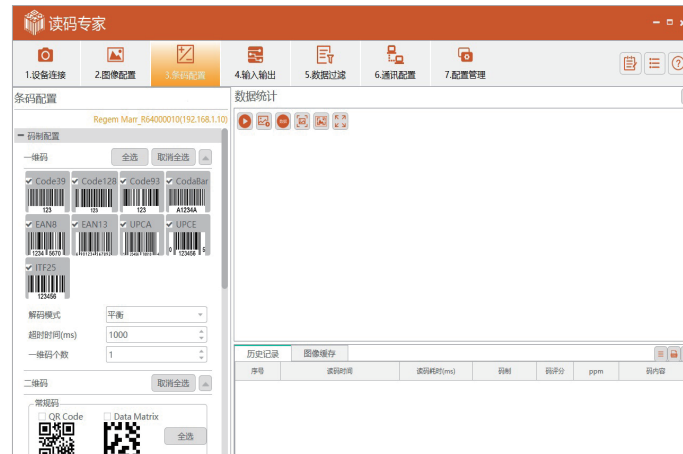 读码专家
1.设备连接 2.图像配置 3.条码配置 4.输入输出 5.数据过滤 6.通讯配置 7.配置管理
条码配置 数据统计
Regem Marr_R64000010(192.168.1.10)
码制配置
一维码 全选 取消全选
Code39 Code128 Code93 CodaBar
123 123 123 A1234A
EAN8 EAN13 UPCA UPCE
1234 5670
0 123456 5
ITF25
123456
解码模式 平衡
超时时间(ms) 1000
一维码个数 1
历史记录 图像缓存
序号 读码时间 读码耗时(ms) 码制 码评分 ppm 码内容
二维码 取消全选
常规码
QR Code Data Matrix
全选